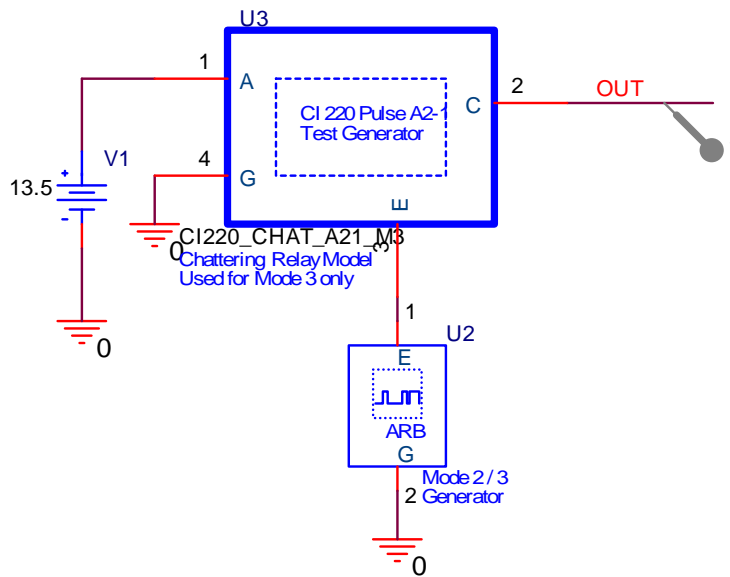 U3
1
A
2
OUT
C
CI 220 Pulse A2-1
Test Generator
V1
4
G
13.5
E
0
CI220_CHAT_A21_M3
3
Chattering Relay Model
Used for Mode 3 only
0
1
U2
E
ARB
G
Mode 2 / 3
Generator
2
0